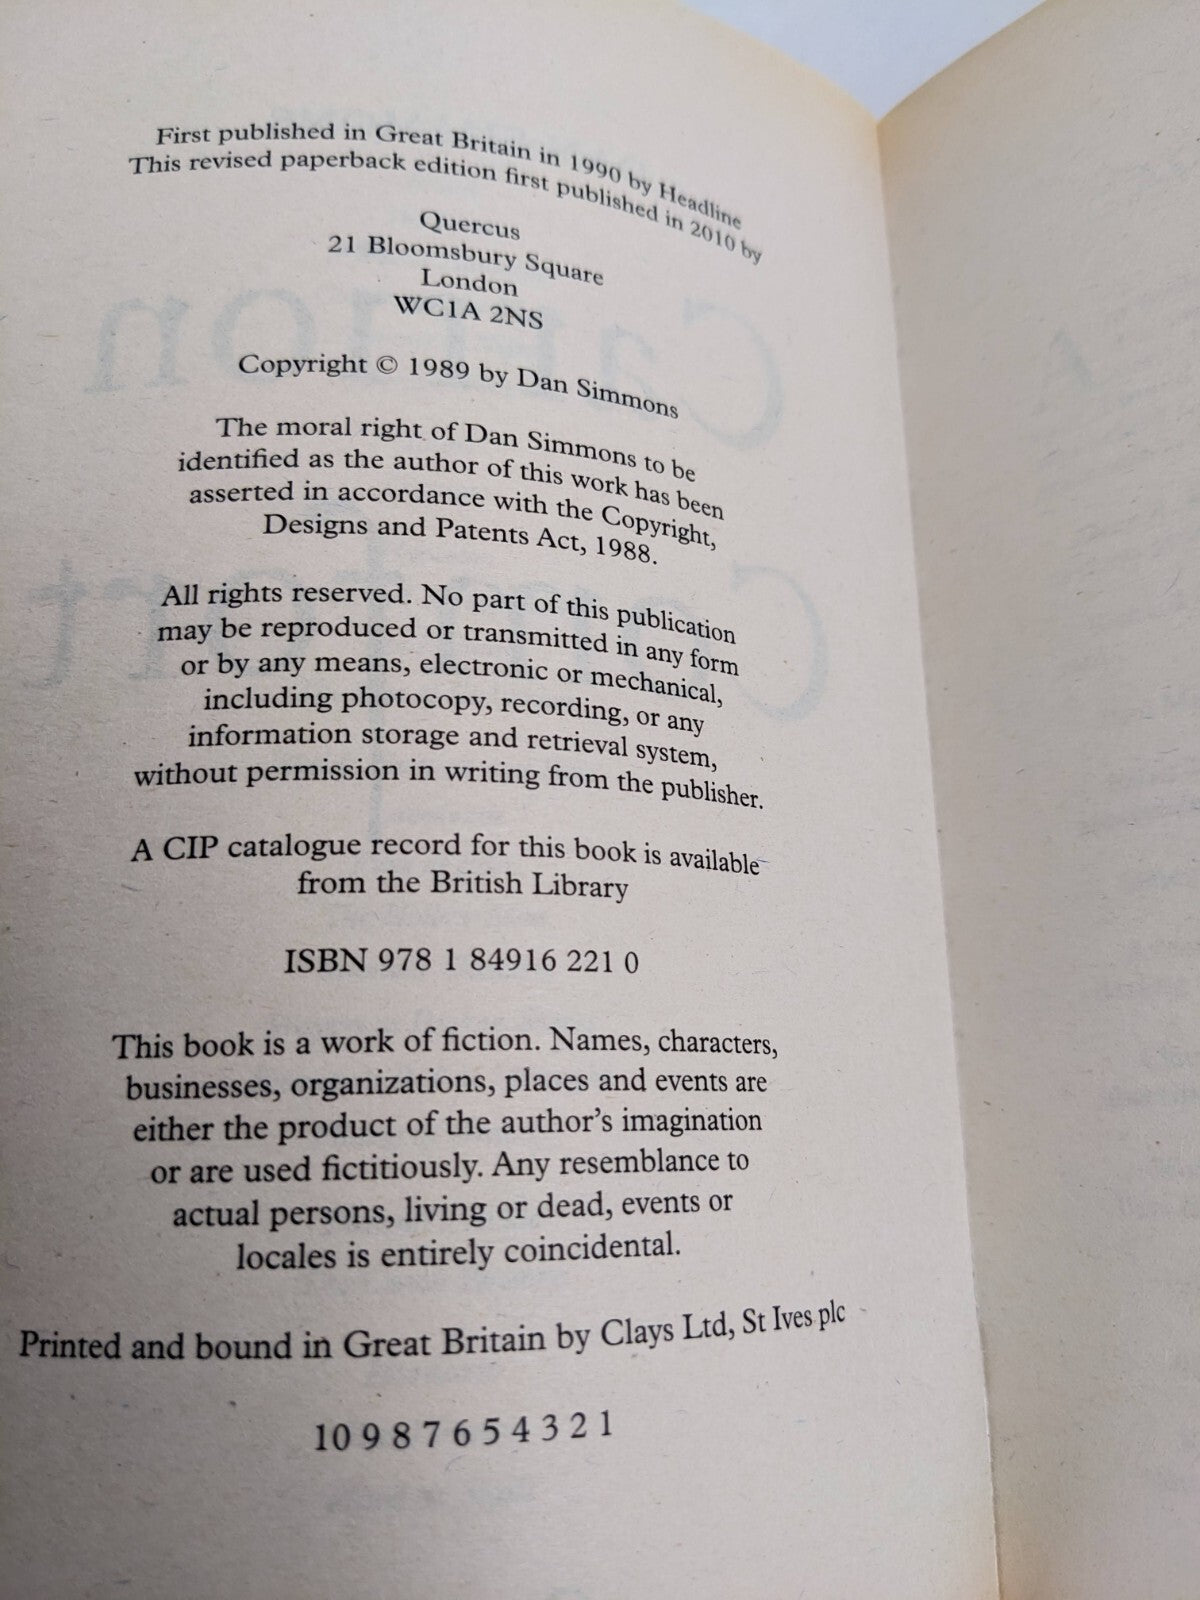 First published in Great Britain in 1990 by Headline
This revised paperback edition first published in 2010 by
Quercus
21 Bloomsbury Square
London
WC1A 2NS
Copyright © 1989 by Dan Simmons
The moral right of Dan Simmons to be
identified as the author of this work has been
asserted in accordance with the Copyright,
Designs and Patents Act, 1988.
All rights reserved. No part of this publication
may be reproduced or transmitted in any form
or by any means, electronic or mechanical,
including photocopy, recording, or any
information storage and retrieval system,
without permission in writing from the publisher.
A CIP catalogue record for this book is available
from the British Library
ISBN 978 1 84916 221 0
This book is a work of fiction. Names, characters,
businesses, organizations, places and events are
either the product of the author's imagination
or are used fictitiously. Any resemblance to
actual persons, living or dead, events or
locales is entirely coincidental.
Printed and bound in Great Britain by Clays Ltd, St Ives plc
10 9 8 7 6 5 4 3 2 1